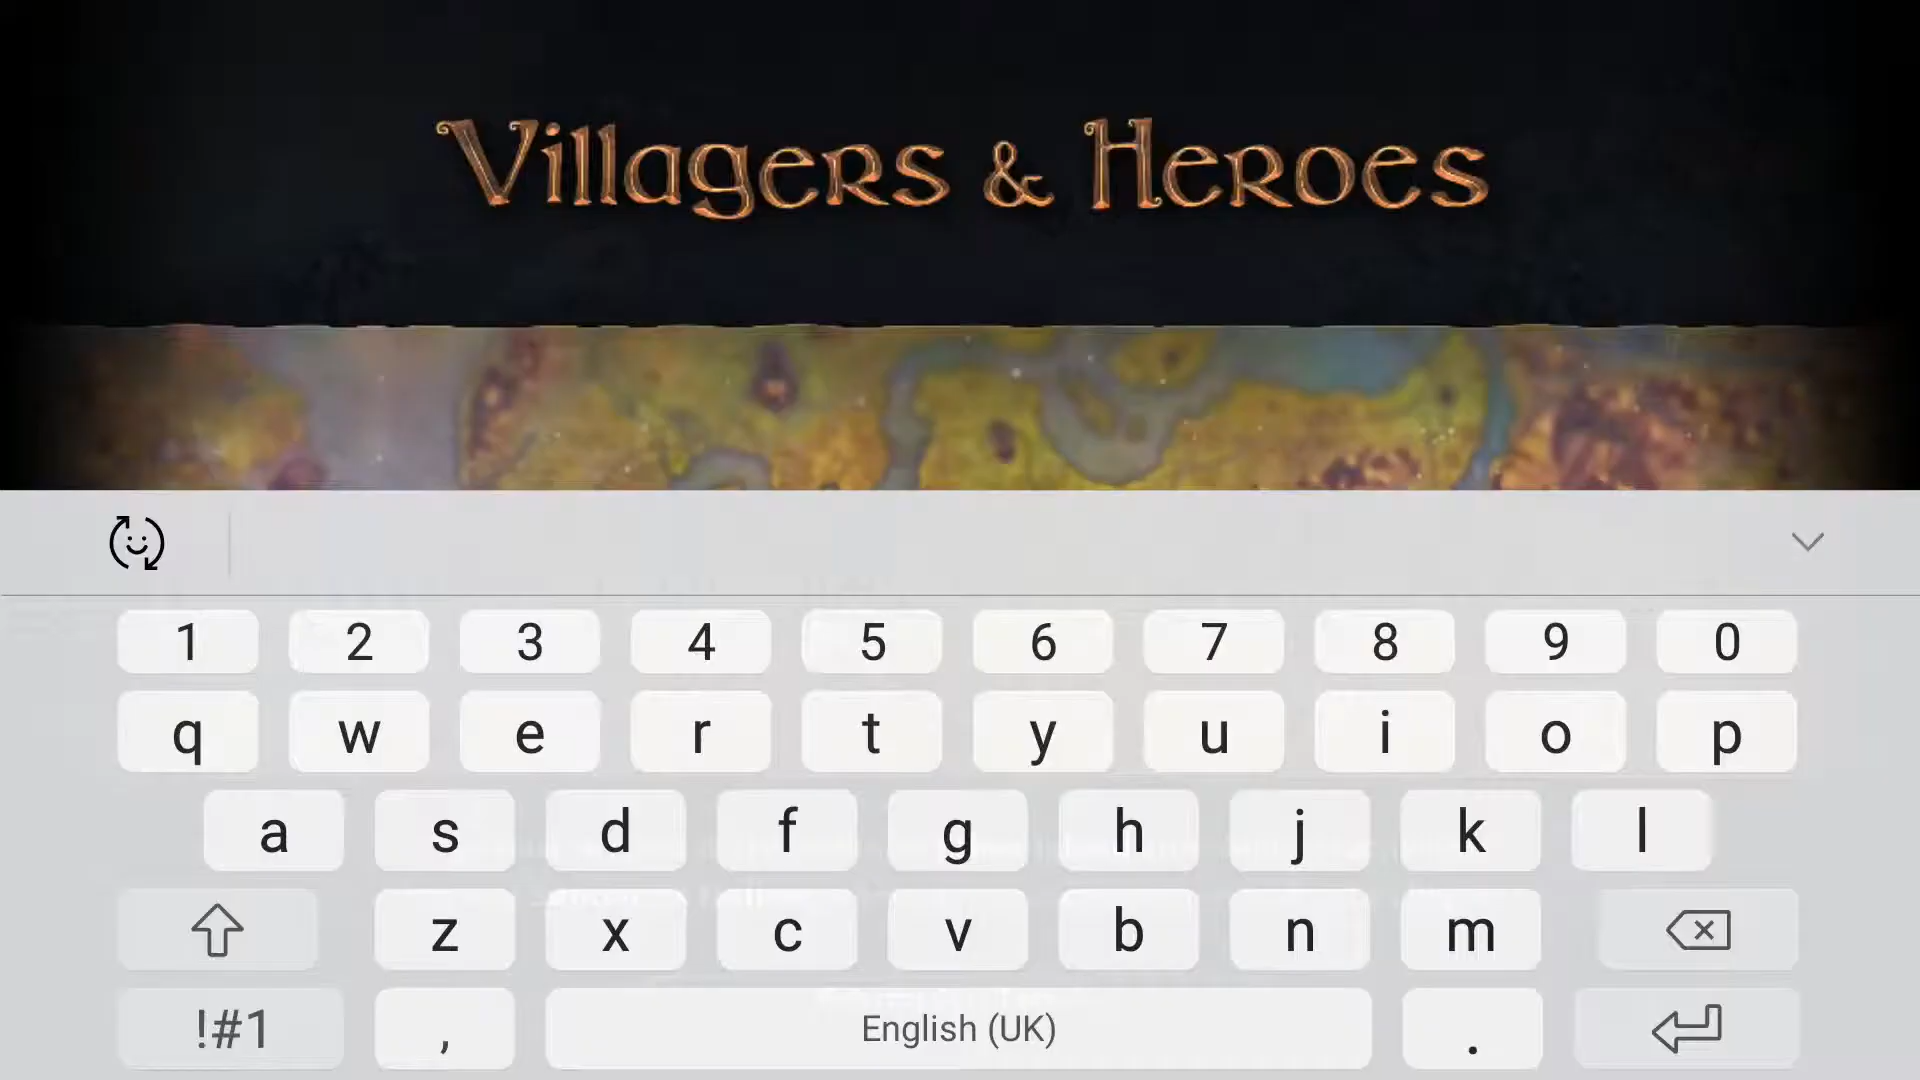 Villagers & Heroes
1 2 3 4 5 6 7 8 9 0
q w e r t y u i o p
a s d f g h j k l
z x c v b n m
!#1 , English (UK) .